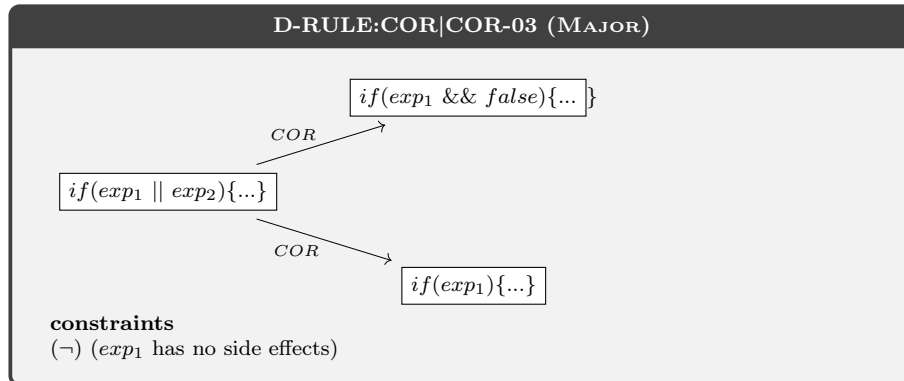 D-RULE:COR|COR-03 (MAJOR)
if(exp₁ && false){... }
COR
if(exp₁ || exp₂){...}
COR
if(exp₁){...}
constraints
(¬) (exp₁ has no side effects)